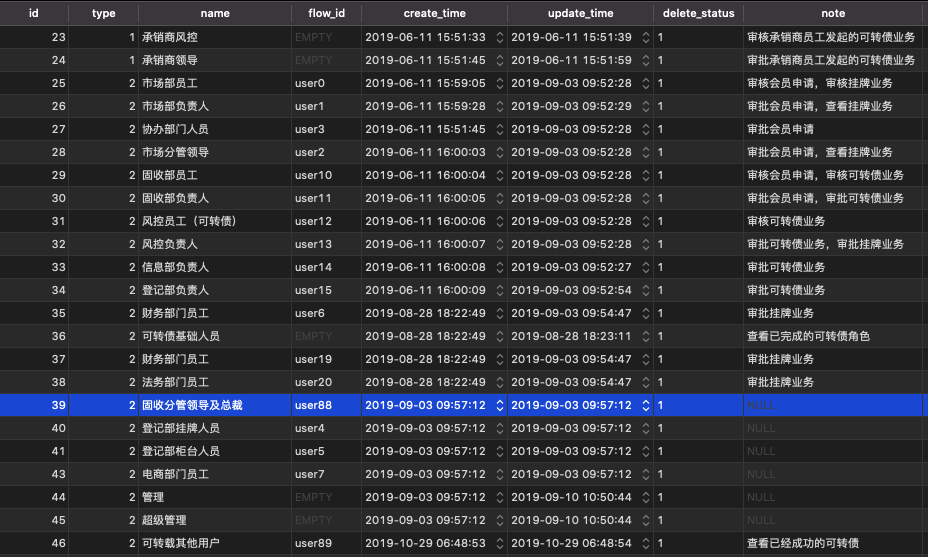 id type name flow_id create_time update_time delete_status note
23 1 承销商风控 EMPTY 2019-06-11 15:51:33 2019-06-11 15:51:39 1 审核承销商员工发起的可转债业务
24 1 承销商领导 EMPTY 2019-06-11 15:51:45 2019-06-11 15:51:59 1 审批承销商员工发起的可转债业务
25 2 市场部员工 user0 2019-06-11 15:59:05 2019-09-03 09:52:28 1 审核会员申请，审核挂牌业务
26 2 市场部负责人 user1 2019-06-11 15:59:28 2019-09-03 09:52:29 1 审批会员申请，查看挂牌业务
27 2 协办部门人员 user3 2019-06-11 15:51:45 2019-09-03 09:52:28 1 审批会员申请
28 2 市场分管领导 user2 2019-06-11 16:00:03 2019-09-03 09:52:28 1 审批会员申请，查看挂牌业务
29 2 固收部员工 user10 2019-06-11 16:00:04 2019-09-03 09:52:28 1 审核会员申请，审核可转债业务
30 2 固收部负责人 user11 2019-06-11 16:00:05 2019-09-03 09:52:28 1 审批会员申请，审批可转债业务
31 2 风控员工（可转债） user12 2019-06-11 16:00:06 2019-09-03 09:52:28 1 审核可转债业务
32 2 风控负责人 user13 2019-06-11 16:00:07 2019-09-03 09:52:28 1 审批可转债业务，审批挂牌业务
33 2 信息部负责人 user14 2019-06-11 16:00:08 2019-09-03 09:52:27 1 审批可转债业务
34 2 登记部负责人 user15 2019-06-11 16:00:09 2019-09-03 09:52:54 1 审批可转债业务
35 2 财务部门员工 user6 2019-08-28 18:22:49 2019-09-03 09:54:47 1 审批挂牌业务
36 2 可转债基础人员 EMPTY 2019-08-28 18:22:49 2019-08-28 18:23:11 1 查看已完成的可转债角色
37 2 财务部门员工 user19 2019-08-28 18:22:49 2019-09-03 09:54:47 1 审批挂牌业务
38 2 法务部门员工 user20 2019-08-28 18:22:49 2019-09-03 09:54:47 1 审批挂牌业务
39 2 固收分管领导及总裁 user88 2019-09-03 09:57:12 2019-09-03 09:57:12 1 NULL
40 2 登记部挂牌人员 user4 2019-09-03 09:57:12 2019-09-03 09:57:12 1 NULL
41 2 登记部柜台人员 user5 2019-09-03 09:57:12 2019-09-03 09:57:12 1 NULL
43 2 电商部门员工 user7 2019-09-03 09:57:12 2019-09-03 09:57:12 1 NULL
44 2 管理 EMPTY 2019-09-03 09:57:12 2019-09-10 10:50:44 1 NULL
45 2 超级管理 EMPTY 2019-09-03 09:57:12 2019-09-10 10:50:44 1 NULL
46 2 可转载其他用户 user89 2019-10-29 06:48:53 2019-10-29 06:48:54 1 查看已经成功的可转债